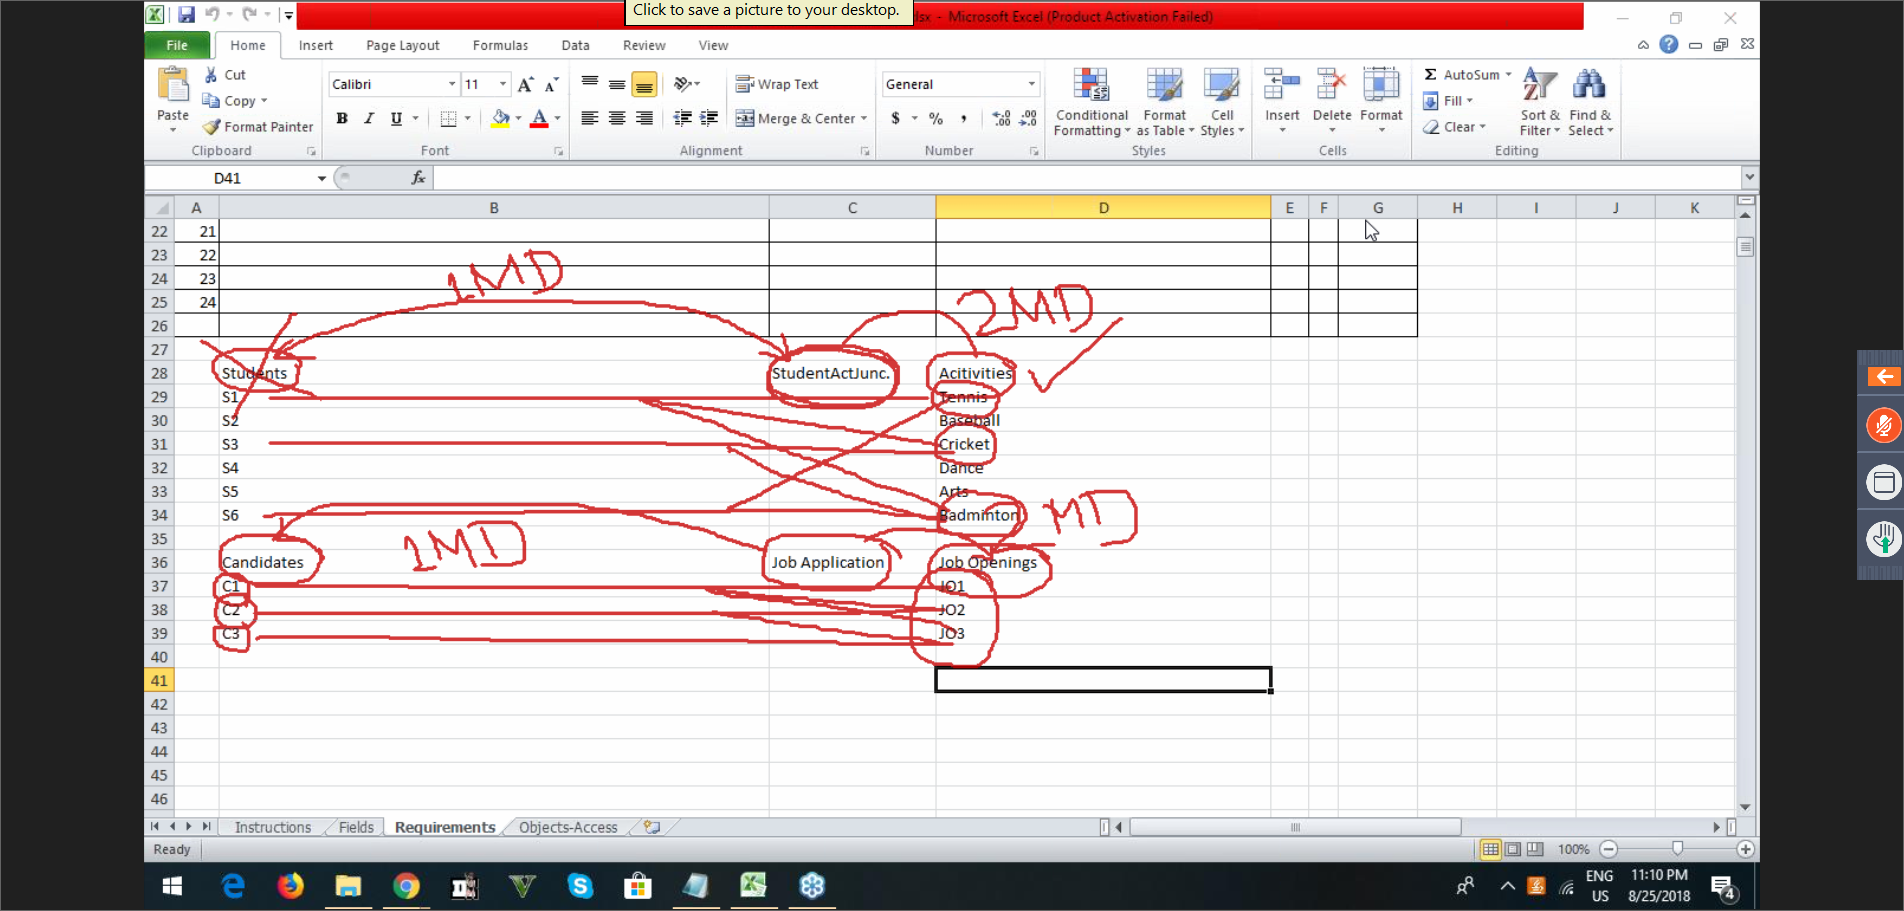 Click to save a picture to your desktop.
lsx - Microsoft Excel (Product Activation Failed)
File Home Insert Page Layout Formulas Data Review View
Cut
Copy
Format Painter
Paste
Clipboard
Calibri 11
B I U
Font
Wrap Text
Merge & Center
Alignment
General
$ % ,
Number
Conditional Formatting
Format as Table
Cell Styles
Styles
Insert Delete Format
Cells
AutoSum
Fill
Clear
Sort & Filter
Find & Select
Editing
D41 fx
A B C D E F G H I J K
22 21
23 22
24 23
25 24
26
1MD
2MD
27
28 Students StudentActJunc. Acitivities
29 S1 Tennis
30 S2 Baseball
31 S3 Cricket
32 S4 Dance
33 S5 Arts
34 S6 Badminton
MD
35
1MD
36 Candidates Job Application Job Openings
37 C1 JO1
38 C2 JO2
39 C3 JO3
40
41
42
43
44
45
46
Instructions Fields Requirements Objects-Access
Ready 100%
ENG
US
11:10 PM
8/25/2018
4